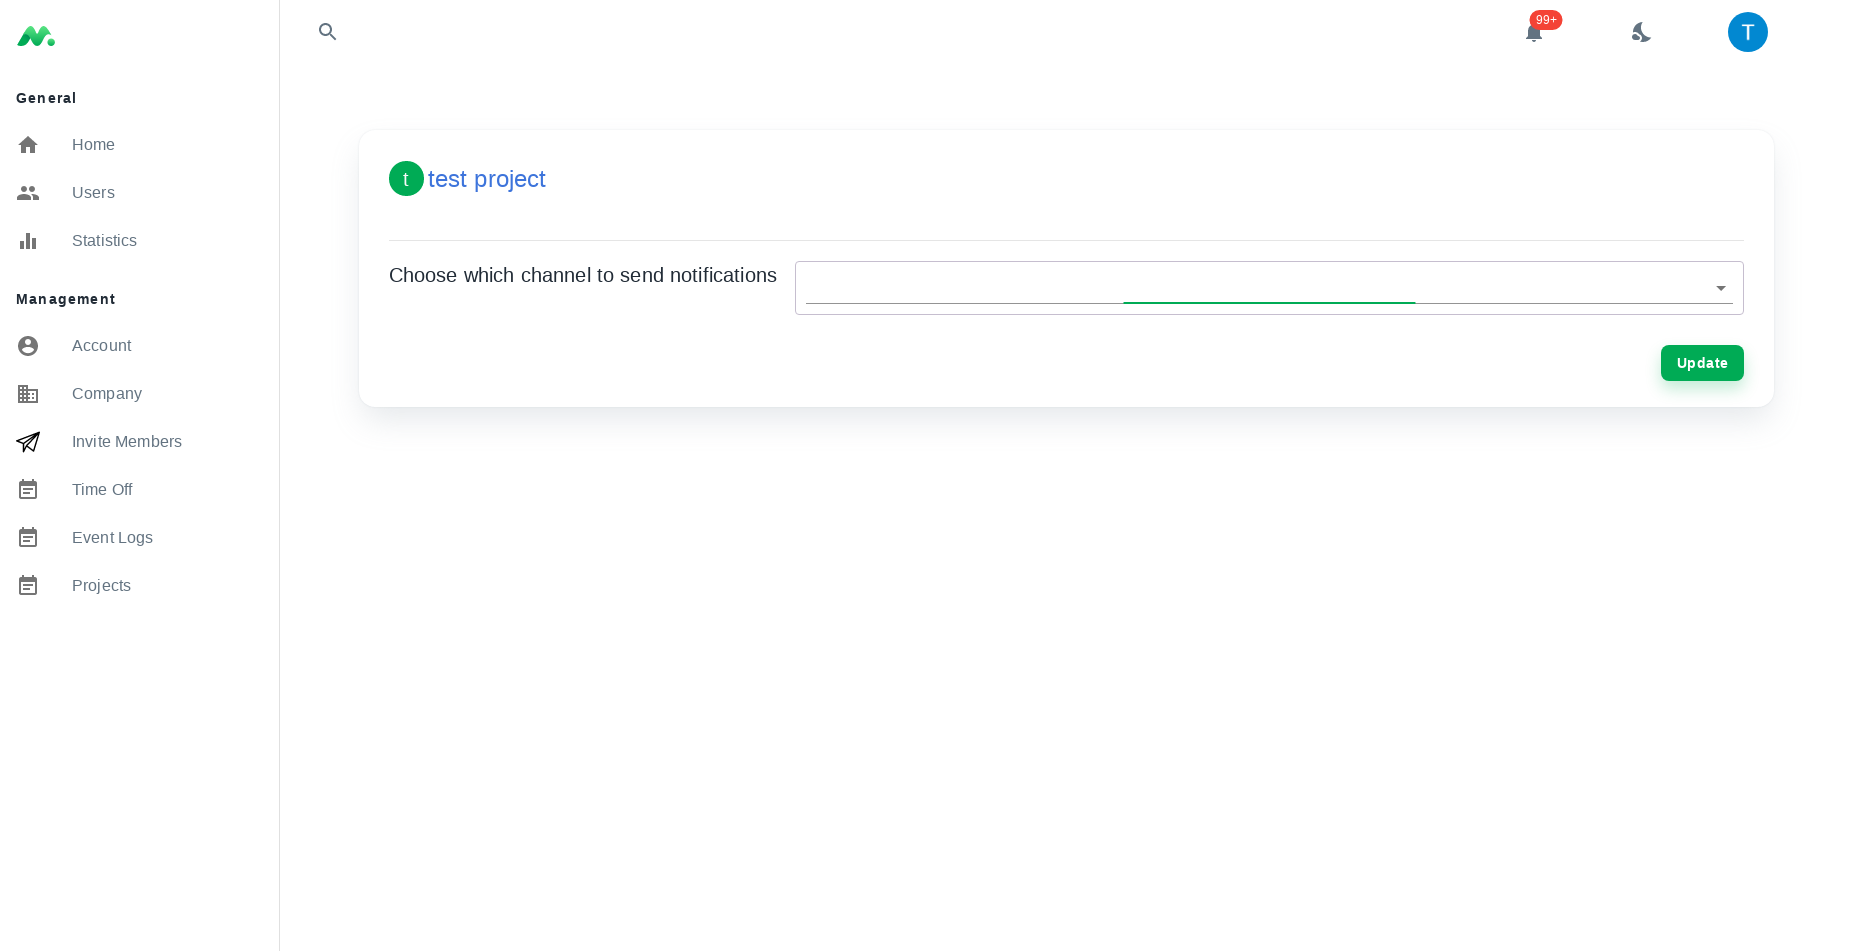 99+
T
General
Home
Users
Statistics
Management
Account
Company
Invite Members
Time Off
Event Logs
Projects
t test project
Choose which channel to send notifications
Update